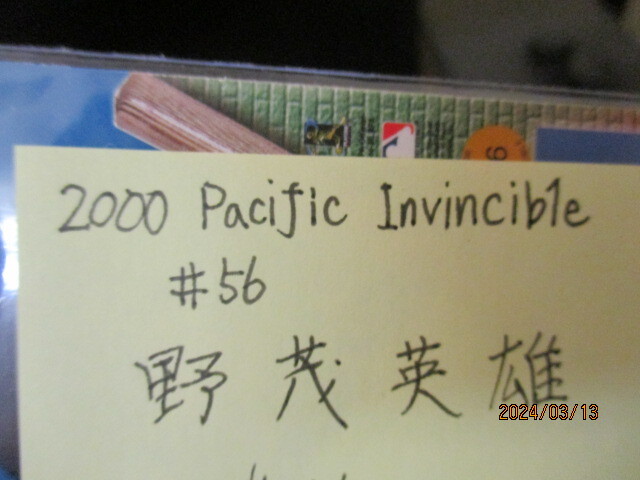 2000 Pacific Invincible
#56
野茂英雄
2024/03/13